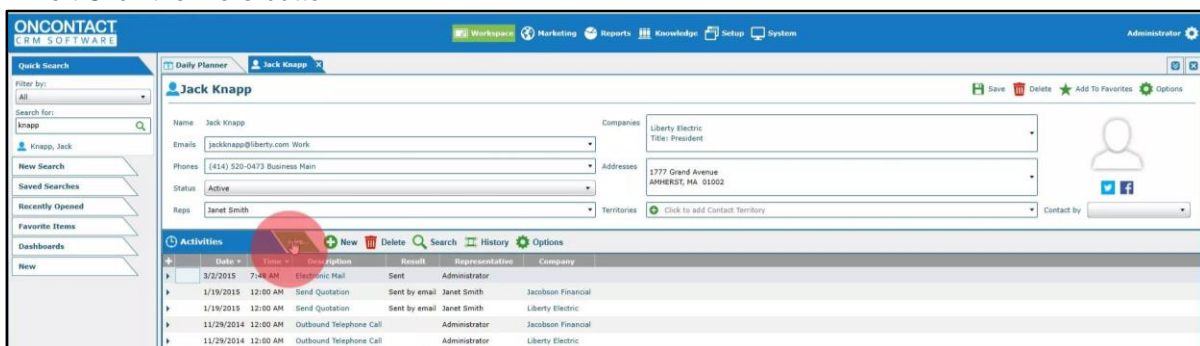 ONCONTACT
CRM SOFTWARE
Workspace Marketing Reports Knowledge Setup System
Administrator
Quick Search
Filter by:
All
Search for:
knapp
Knapp, Jack
New Search
Saved Searches
Recently Opened
Favorite Items
Dashboards
New
Daily Planner Jack Knapp X
Jack Knapp
Save Delete Add To Favorites Options
Name Jack Knapp
Emails jackknapp@liberty.com Work
Phones (414) 520-0473 Business Main
Status Active
Reps Janet Smith
Companies Liberty Electric
Title: President
Addresses 1777 Grand Avenue
AMHERST, MA 01002
Territories Click to add Contact Territory
Contact by
Activities New Delete Search History Options
Date Time Description Result Representative Company
3/2/2015 7:48 AM Electronic Mail Sent Administrator
1/19/2015 12:00 AM Send Quotation Sent by email Janet Smith Jacobson Financial
1/19/2015 12:00 AM Send Quotation Sent by email Janet Smith Liberty Electric
11/29/2014 12:00 AM Outbound Telephone Call Administrator Jacobson Financial
11/29/2014 12:00 AM Outbound Telephone Call Administrator Liberty Electric